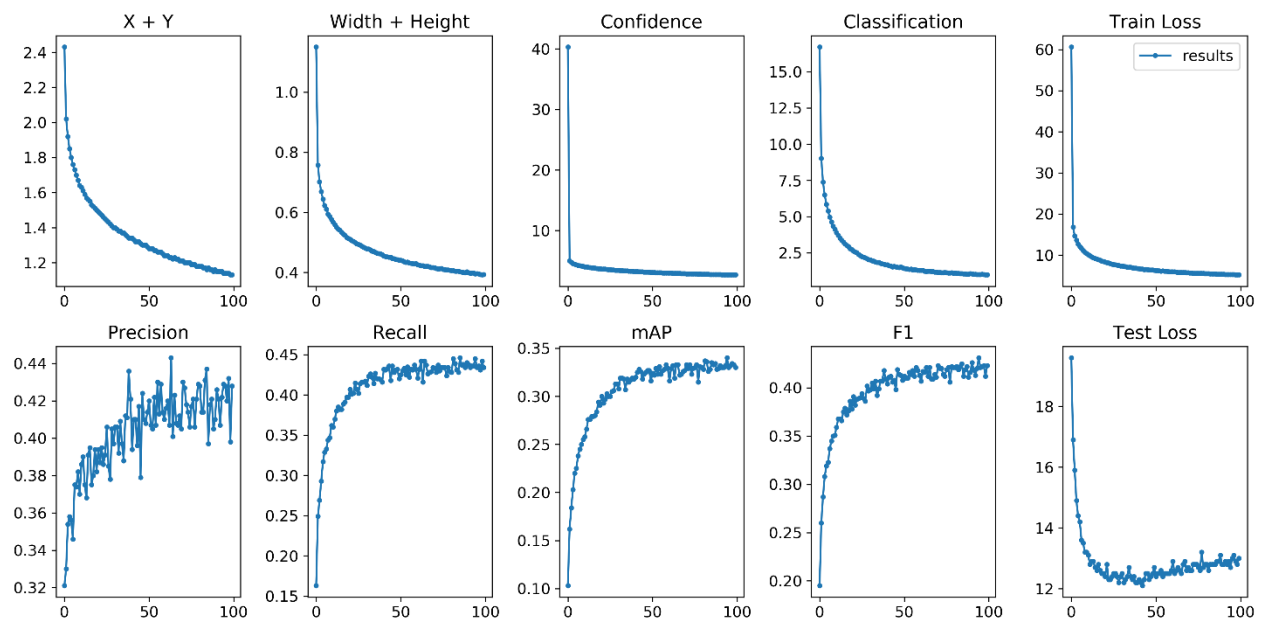 X + Y
2.4
2.2
2.0
1.8
1.6
1.4
1.2
0 50 100
Width + Height
1.0
0.8
0.6
0.4
0 50 100
Confidence
40
30
20
10
0 50 100
Classification
15.0
12.5
10.0
7.5
5.0
2.5
0 50 100
Train Loss
results
60
50
40
30
20
10
0 50 100
Precision
0.44
0.42
0.40
0.38
0.36
0.34
0.32
0 50 100
Recall
0.45
0.40
0.35
0.30
0.25
0.20
0.15
0 50 100
mAP
0.35
0.30
0.25
0.20
0.15
0.10
0 50 100
F1
0.40
0.35
0.30
0.25
0.20
0 50 100
Test Loss
18
16
14
12
0 50 100